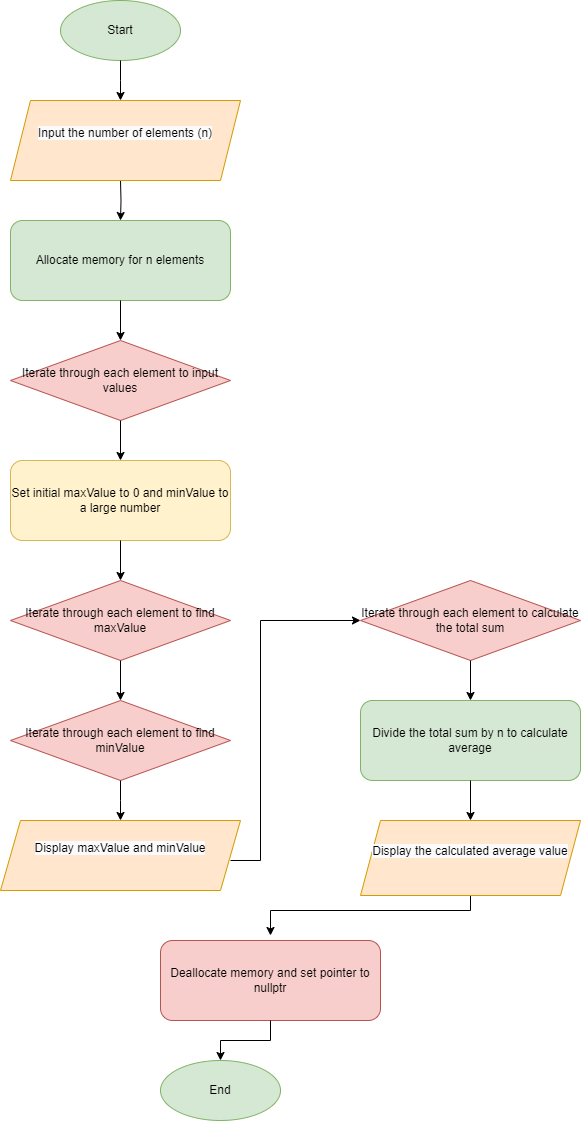 Start
Input the number of elements (n)
Allocate memory for n elements
Iterate through each element to input
values
Set initial maxValue to 0 and minValue to
a large number
Iterate through each element to find
maxValue
Iterate through each element to find
minValue
Display maxValue and minValue
Iterate through each element to calculate
the total sum
Divide the total sum by n to calculate
average
Display the calculated average value
Deallocate memory and set pointer to
nullptr
End